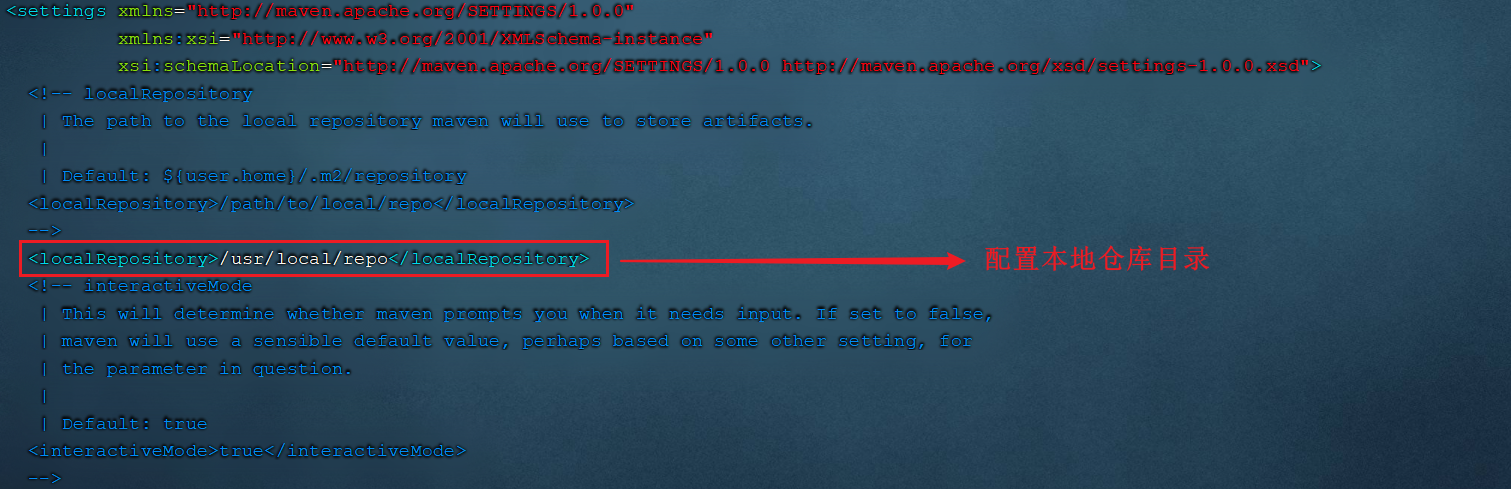 <settings xmlns="http://maven.apache.org/SETTINGS/1.0.0"
xmlns:xsi="http://www.w3.org/2001/XMLSchema-instance"
xsi:schemaLocation="http://maven.apache.org/SETTINGS/1.0.0 http://maven.apache.org/xsd/settings-1.0.0.xsd">
<!-- localRepository
| The path to the local repository maven will use to store artifacts.
|
| Default: ${user.home}/.m2/repository
<localRepository>/path/to/local/repo</localRepository>
-->
<localRepository>/usr/local/repo</localRepository> 配置本地仓库目录
<!-- interactiveMode
| This will determine whether maven prompts you when it needs input. If set to false,
| maven will use a sensible default value, perhaps based on some other setting, for
| the parameter in question.
|
| Default: true
<interactiveMode>true</interactiveMode>
-->